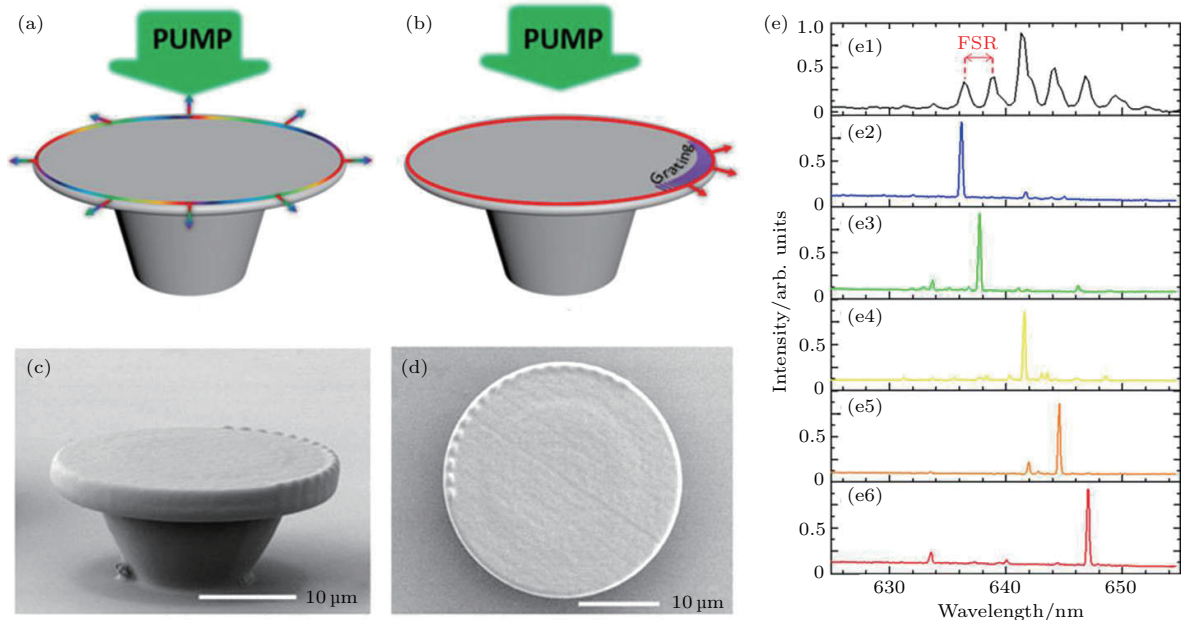 (a)
PUMP
(b)
PUMP
Grating
(c)
10 µm
(d)
10 µm
(e)
Intensity/arb. units
(e1)
FSR
1.0
0.5
0
(e2)
0.5
0
(e3)
0.5
0
(e4)
0.5
0
(e5)
0.5
0
(e6)
0.5
0
630
640
650
Wavelength/nm